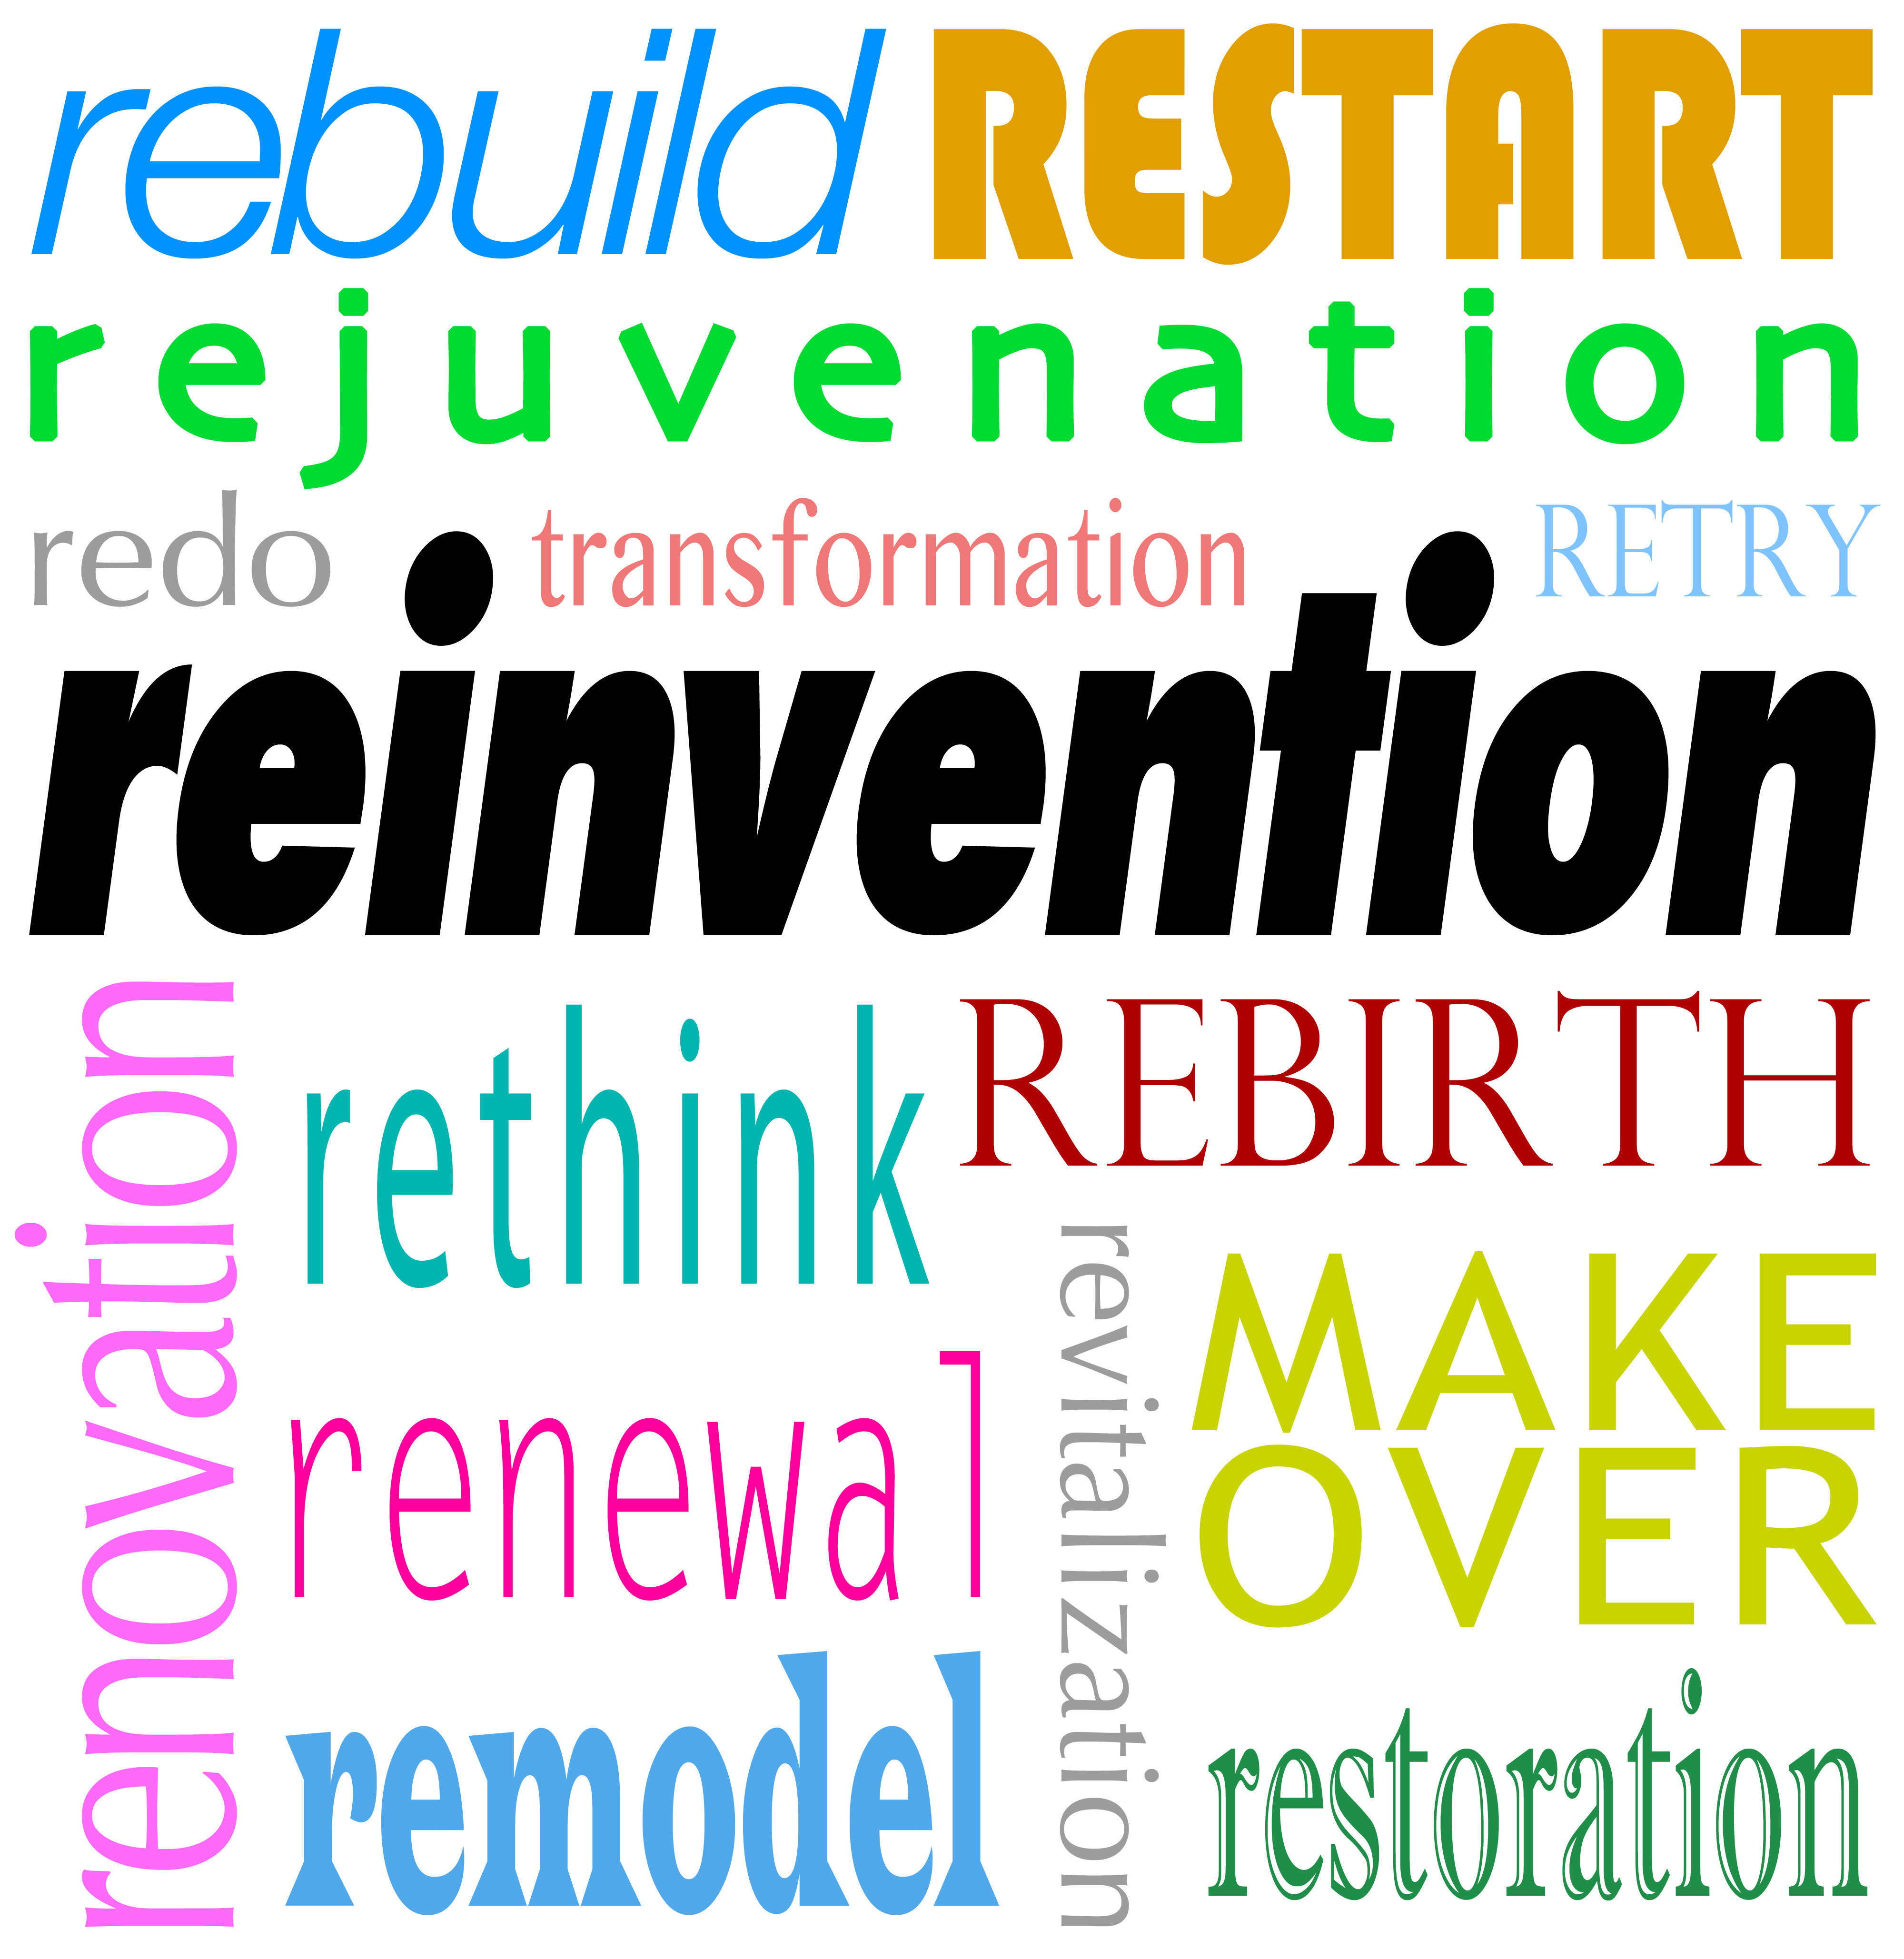 rebuild RESTART
rejuvenation
redo transformation RETRY
reinvention
renovation
rethink
REBIRTH
revitalization
MAKE
OVER
renewal
remodel
restoration